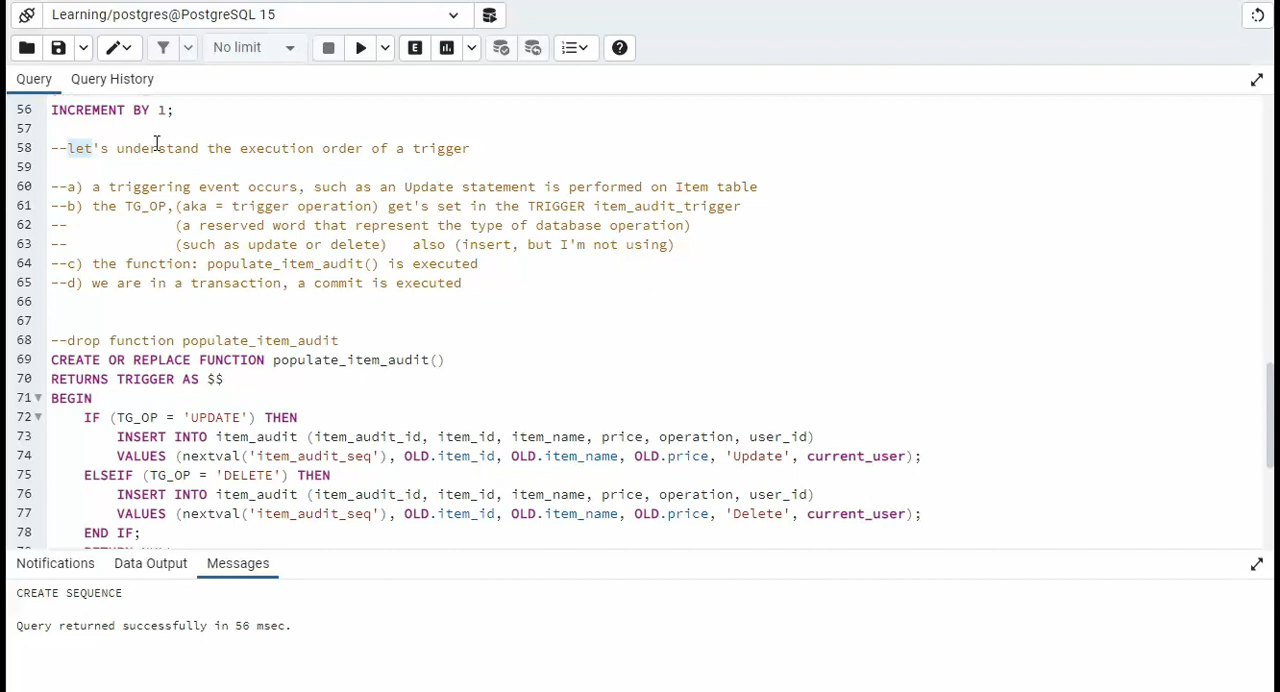 Learning/postgres@PostgreSQL 15
No limit
E
Query Query History
56 INCREMENT BY 1;
57
58 --let's understand the execution order of a trigger
59
60 --a) a triggering event occurs, such as an Update statement is performed on Item table
61 --b) the TG_OP,(aka = trigger operation) get's set in the TRIGGER item_audit_trigger
62 -- (a reserved word that represent the type of database operation)
63 -- (such as update or delete) also (insert, but I'm not using)
64 --c) the function: populate_item_audit() is executed
65 --d) we are in a transaction, a commit is executed
66
67
68 --drop function populate_item_audit
69 CREATE OR REPLACE FUNCTION populate_item_audit()
70 RETURNS TRIGGER AS $$
71 BEGIN
72 IF (TG_OP = 'UPDATE') THEN
73 INSERT INTO item_audit (item_audit_id, item_id, item_name, price, operation, user_id)
74 VALUES (nextval('item_audit_seq'), OLD.item_id, OLD.item_name, OLD.price, 'Update', current_user);
75 ELSEIF (TG_OP = 'DELETE') THEN
76 INSERT INTO item_audit (item_audit_id, item_id, item_name, price, operation, user_id)
77 VALUES (nextval('item_audit_seq'), OLD.item_id, OLD.item_name, OLD.price, 'Delete', current_user);
78 END IF;
Notifications Data Output Messages
CREATE SEQUENCE
Query returned successfully in 56 msec.